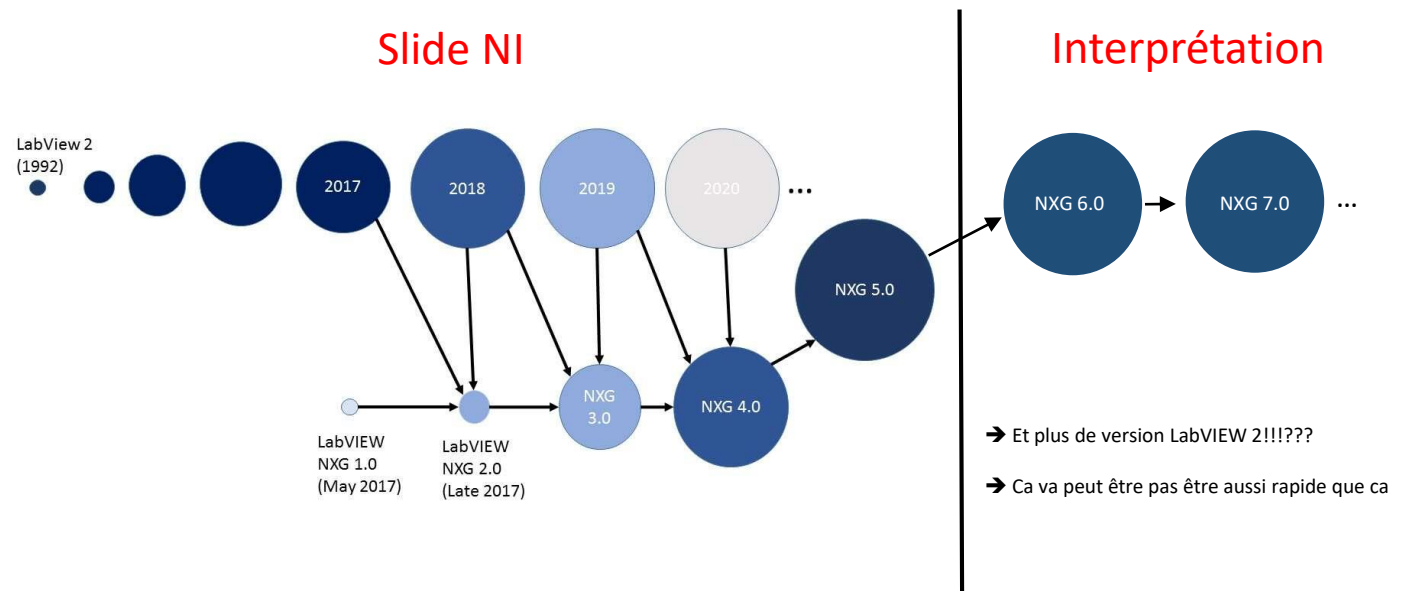 Slide NI
Interprétation
LabView 2
(1992)
2017
2018
2019
2020
...
NXG 5.0
NXG 6.0
NXG 7.0
...
NXG
3.0
NXG 4.0
LabVIEW
NXG 1.0
(May 2017)
LabVIEW
NXG 2.0
(Late 2017)
➔ Et plus de version LabVIEW 2!!!???
➔ Ca va peut être pas être aussi rapide que ca